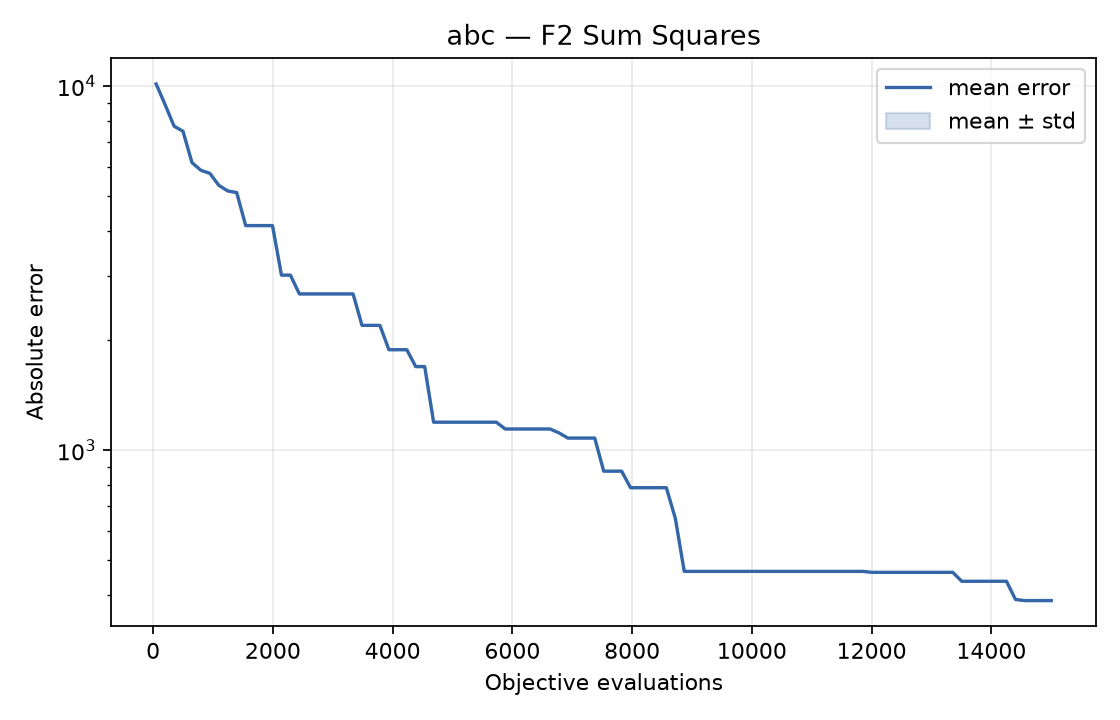 abc — F2 Sum Squares
mean error
mean ± std
Absolute error
10⁴
10³
0 2000 4000 6000 8000 10000 12000 14000
Objective evaluations